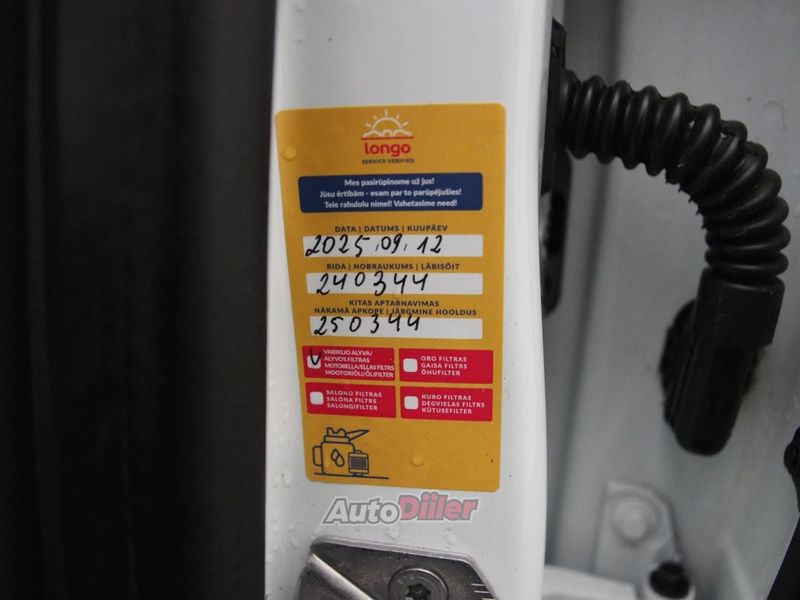 longo
SERVICE VERIFIED
Mes pasirūpinome už jus!
Jūsu ērtībām - esam par to parūpējušies!
Teie rahulolu nimel! Vahetasime need!
DATA | DATUMS | KUUPÄEV
2025.09.12
RIDA | NOBRAUKUMS | LÄBISÕIT
240344
KITAS APTARNAVIMAS
NĀKAMĀ APKOPE | JÄRGMINE HOOLDUS
250344
VARIKLIO ALYVA/
ALYVOS FILTRAS
MOTOREĻĻA/EĻĻAS FILTRS
MOOTORIÕLI/ÕLIFILTER
ORO FILTRAS
GAISA FILTRS
ÕHUFILTER
SALONO FILTRAS
SALONA FILTRS
SALONGIFILTER
KURO FILTRAS
DEGVIELAS FILTRS
KÜTUSEFILTER
AutoDiiler